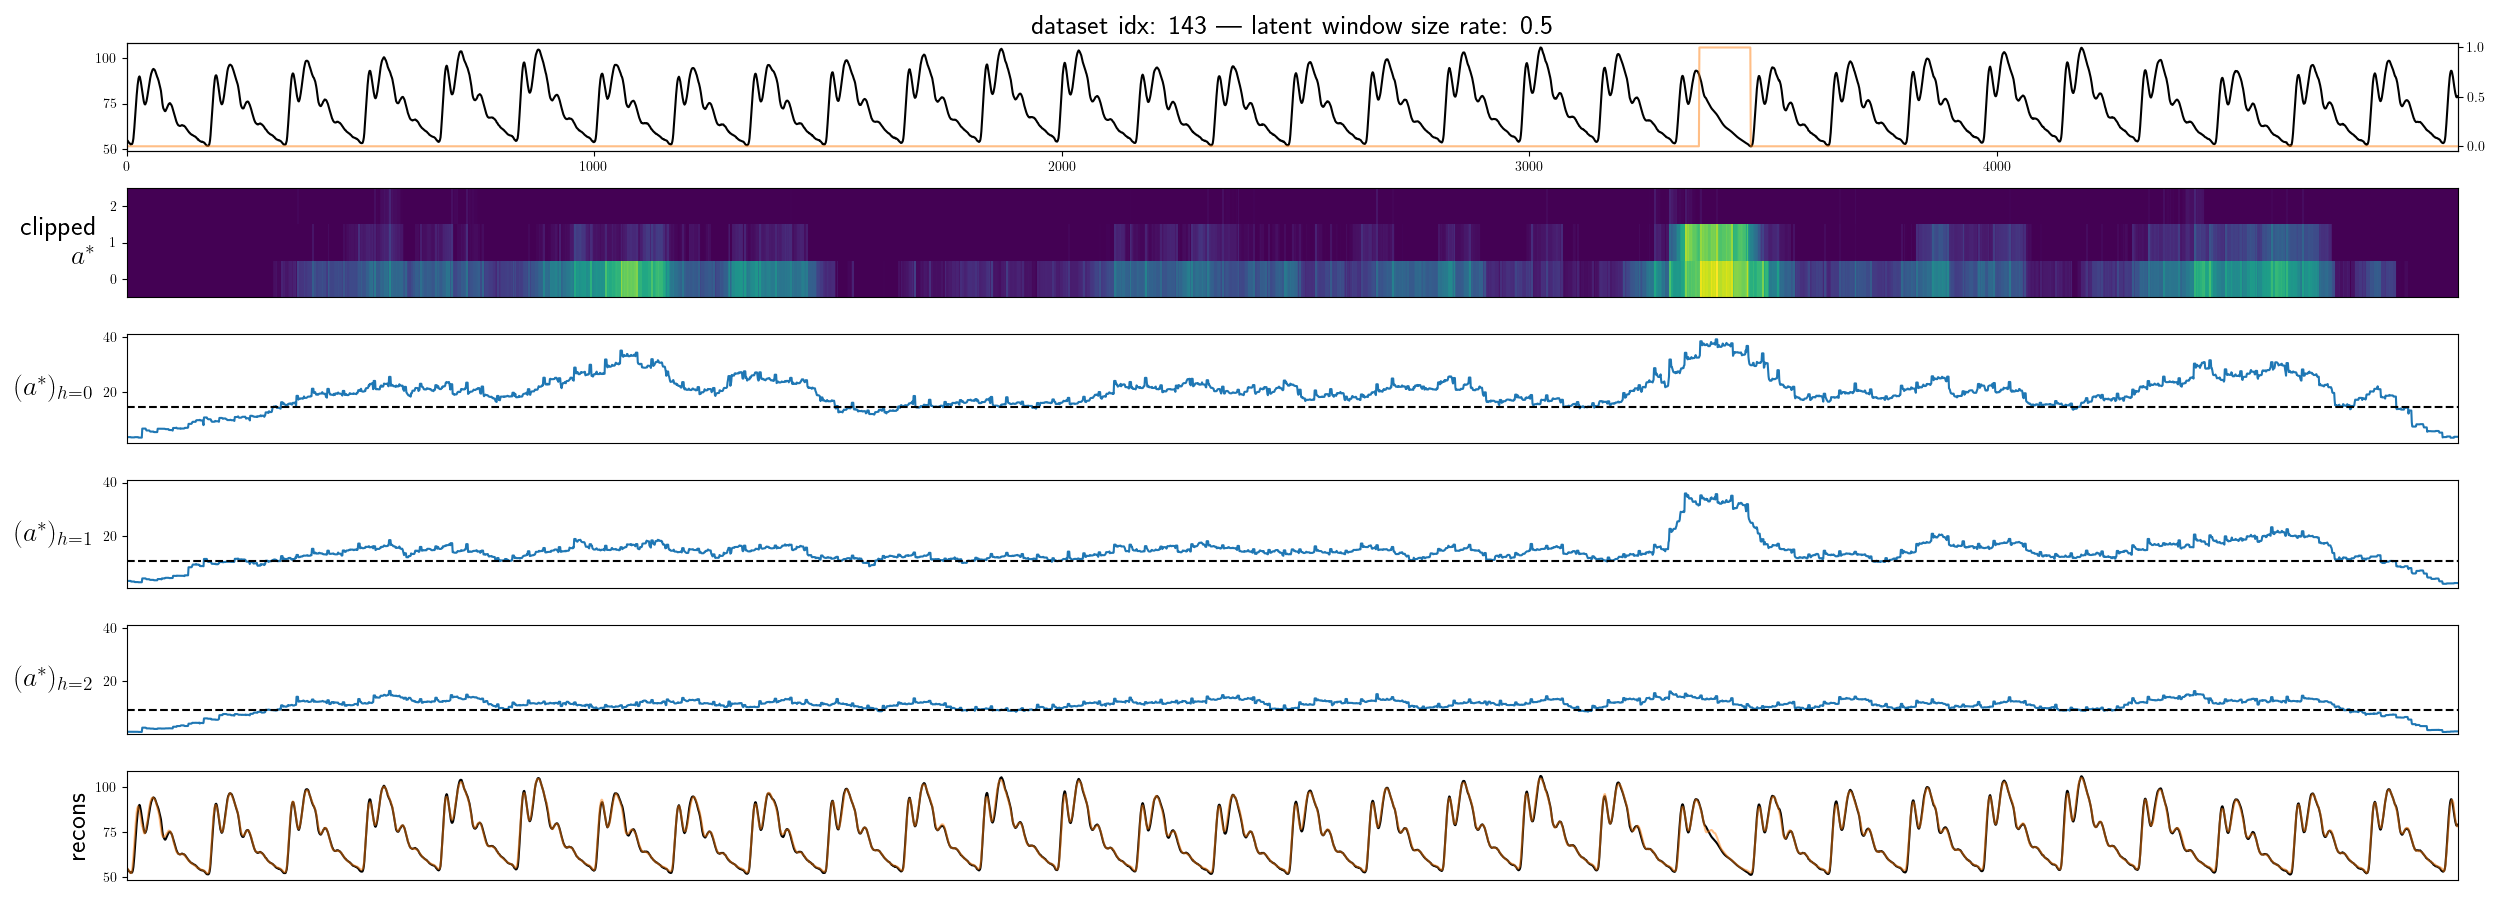 dataset idx: 143 — latent window size rate: 0.5
100
75
50
1.0
0.5
0.0
0 1000 2000 3000 4000
clipped
a*
2
1
0
(a*)h=0
40
20
(a*)h=1
40
20
(a*)h=2
40
20
recons
100
75
50